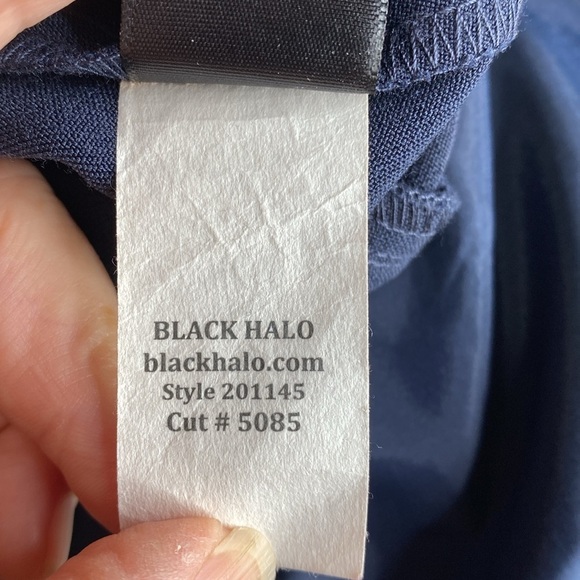 BLACK HALO
blackhalo.com
Style 201145
Cut # 5085